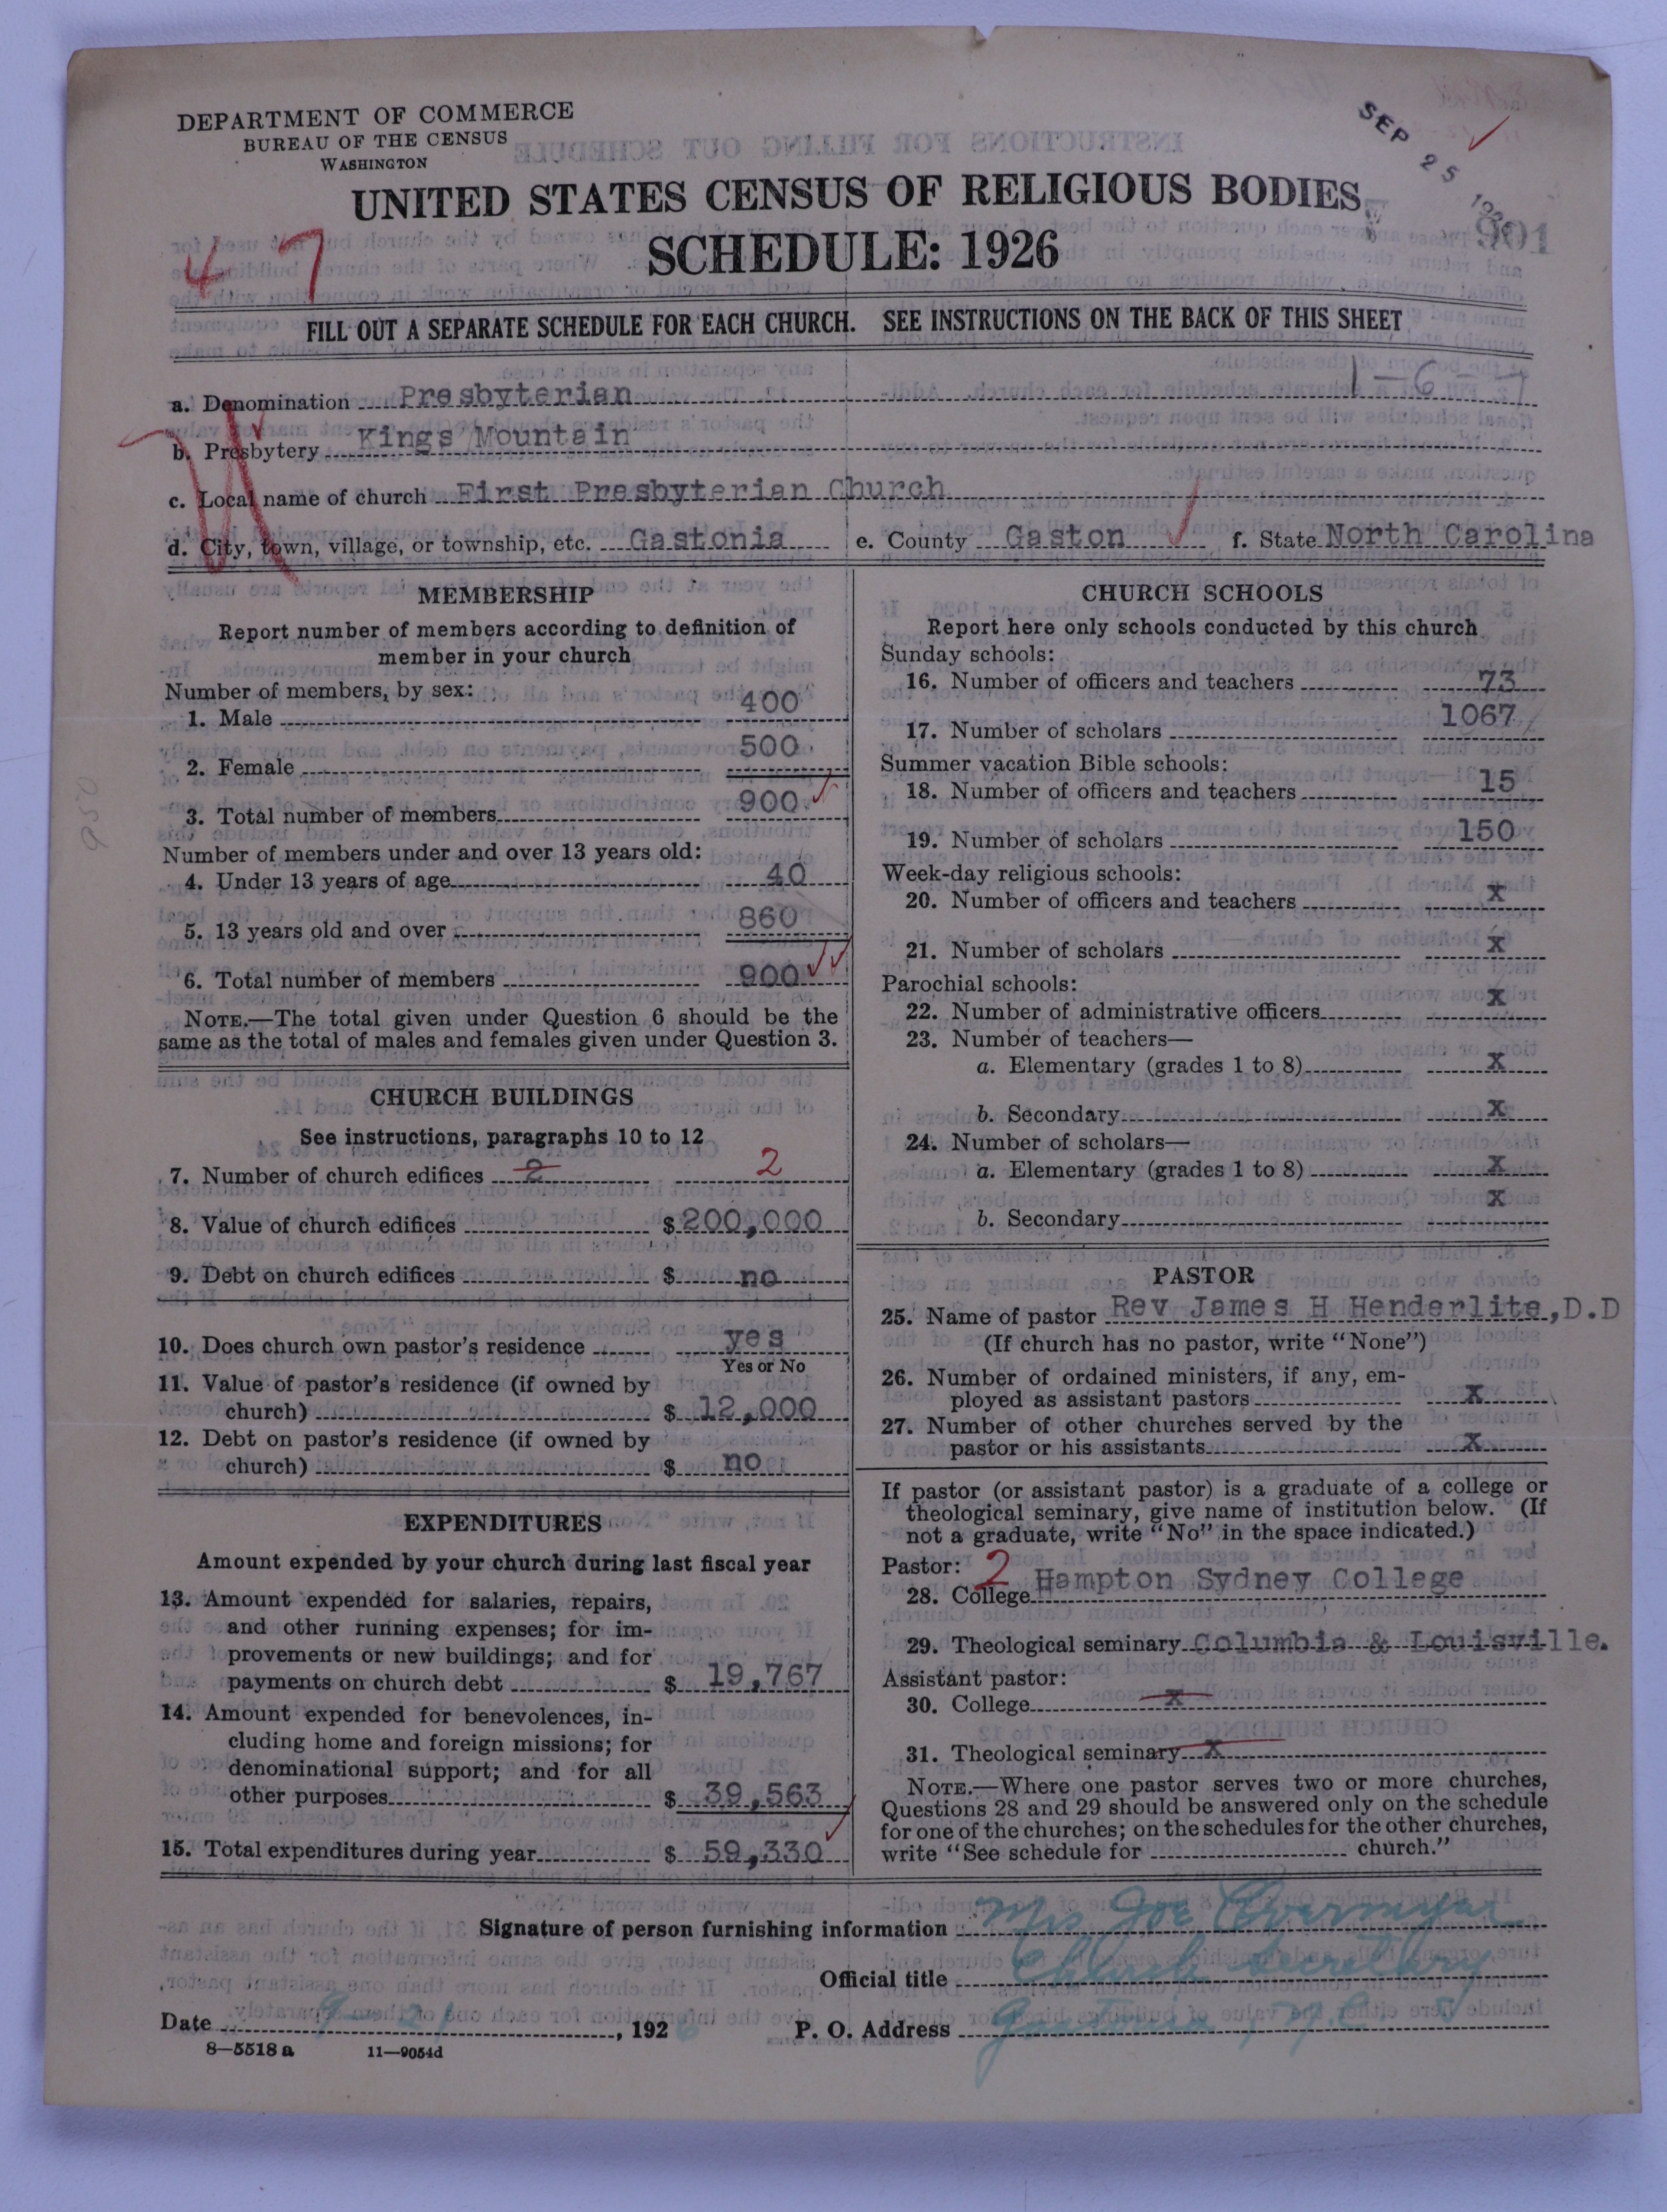 DEPARTMENT OF COMMERCE
BUREAU OF THE CENSUS
WASHINGTON
SEP 25
UNITED STATES CENSUS OF RELIGIOUS BODIES
901
SCHEDULE: 1926
47
FILL OUT A SEPARATE SCHEDULE FOR EACH CHURCH. SEE INSTRUCTIONS ON THE BACK OF THIS SHEET
1-6-7
a. Denomination Presbyterian
b. Presbytery Kings Mountain
c. Local name of church First Presbyterian Church
d. City, town, village, or township, etc. Gastonia e. County Gaston f. State North Carolina
MEMBERSHIP
Report number of members according to definition of
member in your church
Number of members, by sex:
1. Male 400
2. Female 500
3. Total number of members 900
Number of members under and over 13 years old:
4. Under 13 years of age 40
5. 13 years old and over 860
6. Total number of members 900
NOTE.—The total given under Question 6 should be the
same as the total of males and females given under Question 3.
950
CHURCH BUILDINGS
See instructions, paragraphs 10 to 12
7. Number of church edifices 2 2
8. Value of church edifices $ 200,000
9. Debt on church edifices $ no
10. Does church own pastor's residence yes
Yes or No
11. Value of pastor's residence (if owned by
church) $ 12,000
12. Debt on pastor's residence (if owned by
church) $ no
EXPENDITURES
Amount expended by your church during last fiscal year
13. Amount expended for salaries, repairs,
and other running expenses; for im-
provements or new buildings; and for
payments on church debt $ 19,767
14. Amount expended for benevolences, in-
cluding home and foreign missions; for
denominational support; and for all
other purposes $ 39,563
15. Total expenditures during year $ 59,330
CHURCH SCHOOLS
Report here only schools conducted by this church
Sunday schools:
16. Number of officers and teachers 73
17. Number of scholars 1067
Summer vacation Bible schools:
18. Number of officers and teachers 15
19. Number of scholars 150
Week-day religious schools:
20. Number of officers and teachers x
21. Number of scholars x
Parochial schools:
22. Number of administrative officers x
23. Number of teachers—
a. Elementary (grades 1 to 8) x
b. Secondary x
24. Number of scholars—
a. Elementary (grades 1 to 8) x
b. Secondary x
PASTOR
25. Name of pastor Rev James H Henderlite, D.D
(If church has no pastor, write "None")
26. Number of ordained ministers, if any, em-
ployed as assistant pastors x
27. Number of other churches served by the
pastor or his assistants x
If pastor (or assistant pastor) is a graduate of a college or
theological seminary, give name of institution below. (If
not a graduate, write "No" in the space indicated.)
Pastor: 2
28. College Hampton Sydney College
29. Theological seminary Columbia & Louisville.
Assistant pastor:
30. College x
31. Theological seminary x
NOTE.—Where one pastor serves two or more churches,
Questions 28 and 29 should be answered only on the schedule
for one of the churches; on the schedules for the other churches,
write "See schedule for church."
Signature of person furnishing information Mrs Joe
Official title Church Secretary
Date 9-21, 1926 P. O. Address Gastonia, N.C.
8—5518 a 11—9054d